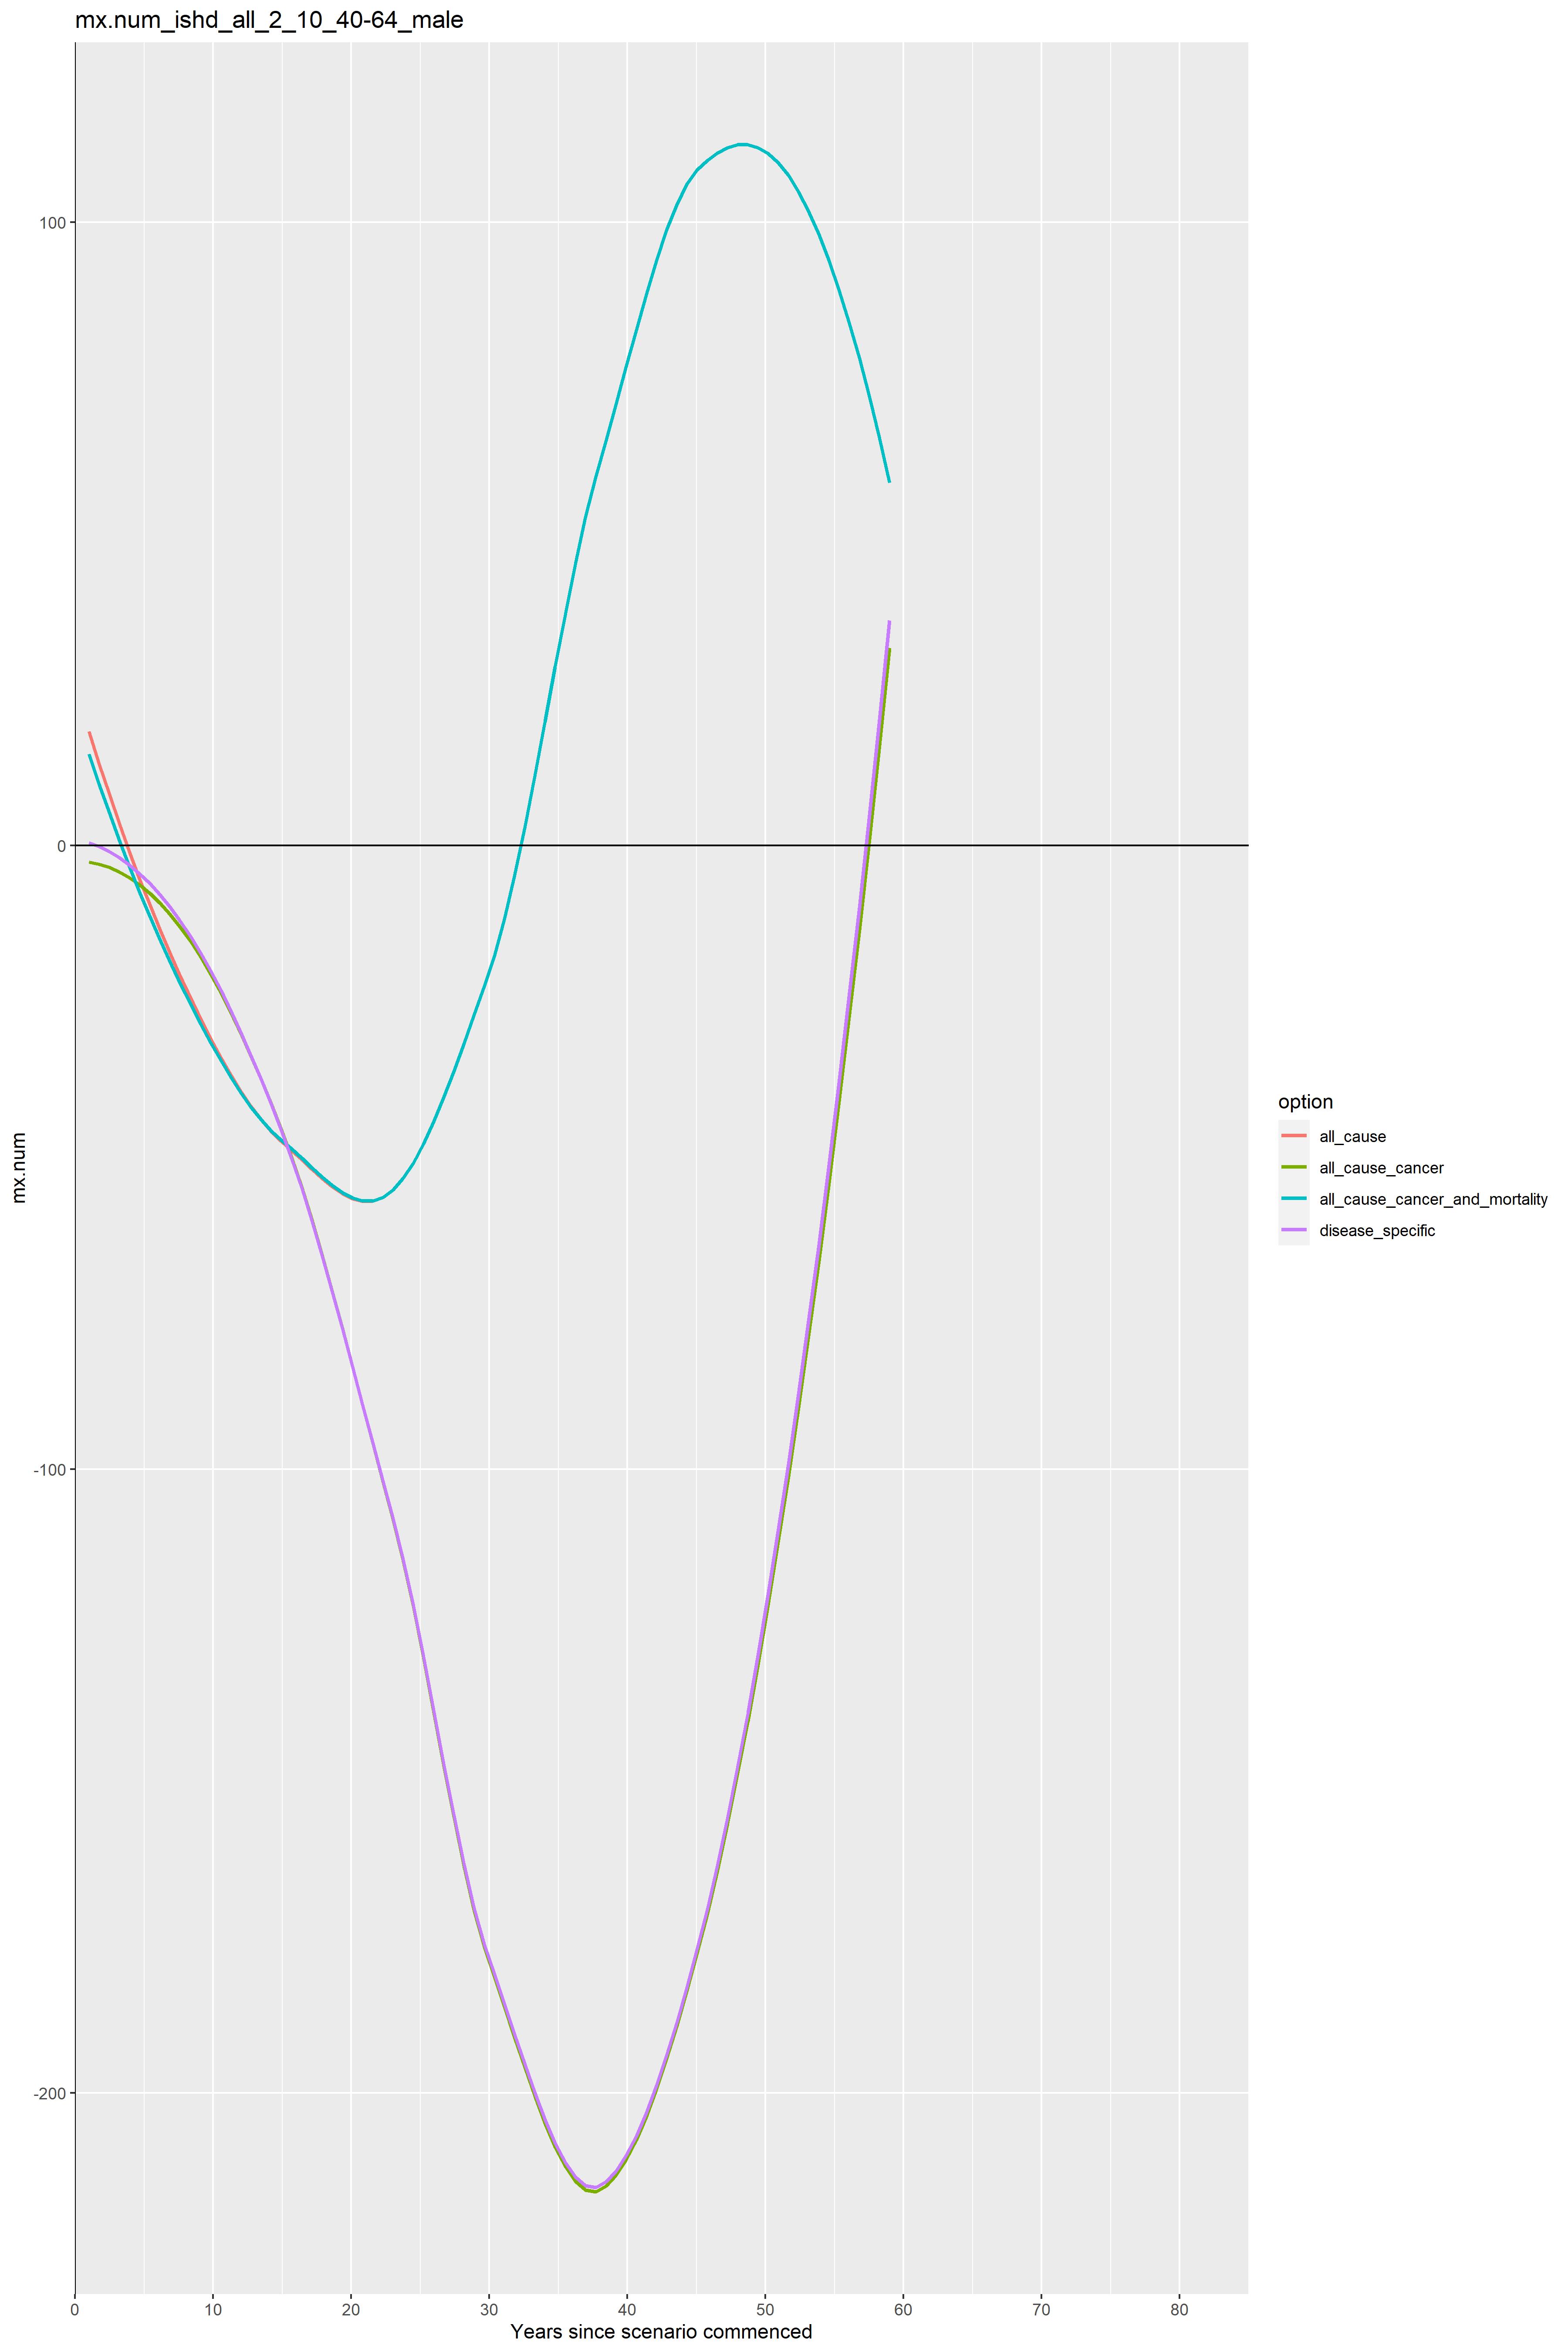 mx.num_ishd_all_2_10_40-64_male
100
0
-100
-200
mx.num
0 10 20 30 40 50 60 70 80
Years since scenario commenced
option
all_cause
all_cause_cancer
all_cause_cancer_and_mortality
disease_specific